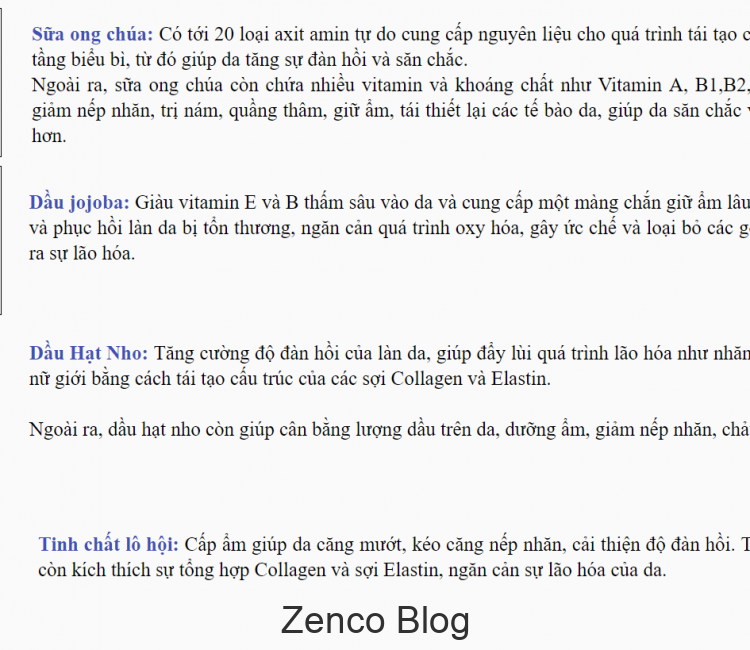 Sữa ong chúa: Có tới 20 loại axit amin tự do cung cấp nguyên liệu cho quá trình tái tạo
tầng biểu bì, từ đó giúp da tăng sự đàn hồi và săn chắc.
Ngoài ra, sữa ong chúa còn chứa nhiều vitamin và khoáng chất như Vitamin A, B1,B2,
giảm nếp nhăn, trị nám, quầng thâm, giữ ẩm, tái thiết lại các tế bào da, giúp da săn chắc
hơn.
Dầu jojoba: Giàu vitamin E và B thấm sâu vào da và cung cấp một màng chắn giữ ẩm lâu
và phục hồi làn da bị tổn thương, ngăn cản quá trình oxy hóa, gây ức chế và loại bỏ các
ra sự lão hóa.
Dầu Hạt Nho: Tăng cường độ đàn hồi của làn da, giúp đẩy lùi quá trình lão hóa như nhăn
nữ giới bằng cách tái tạo cấu trúc của các sợi Collagen và Elastin.
Ngoài ra, dầu hạt nho còn giúp cân bằng lượng dầu trên da, dưỡng ẩm, giảm nếp nhăn,
Tinh chất lô hội: Cấp ẩm giúp da căng mướt, kéo căng nếp nhăn, cải thiện độ đàn hồi.
còn kích thích sự tổng hợp Collagen và sợi Elastin, ngăn cản sự lão hóa của da.
Zenco Blog